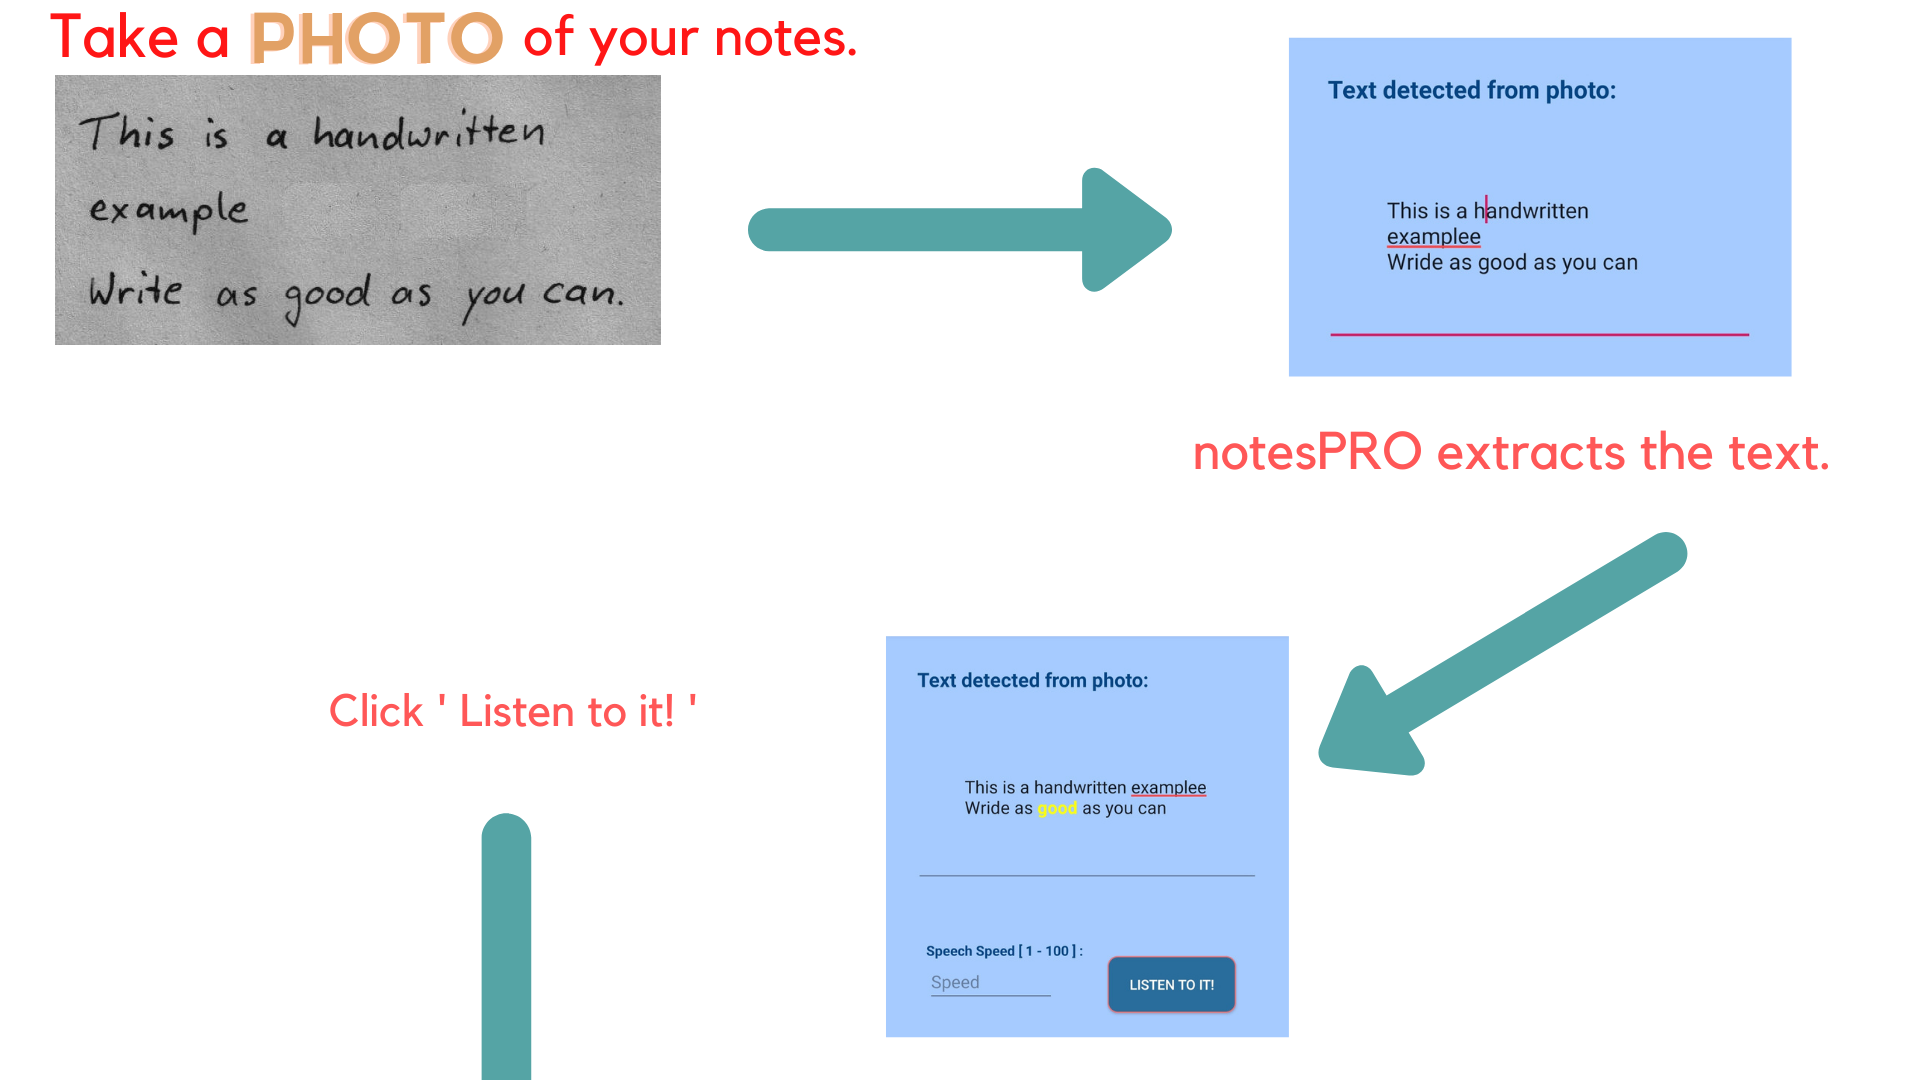 Take a PHOTO of your notes.
This is a handwritten
example
Write as good as you can.
Text detected from photo:
This is a handwritten
examplee
Wride as good as you can
notesPRO extracts the text.
Text detected from photo:
This is a handwritten examplee
Wride as good as you can
Speech Speed [ 1 - 100 ] :
Speed
LISTEN TO IT!
Click ' Listen to it! '